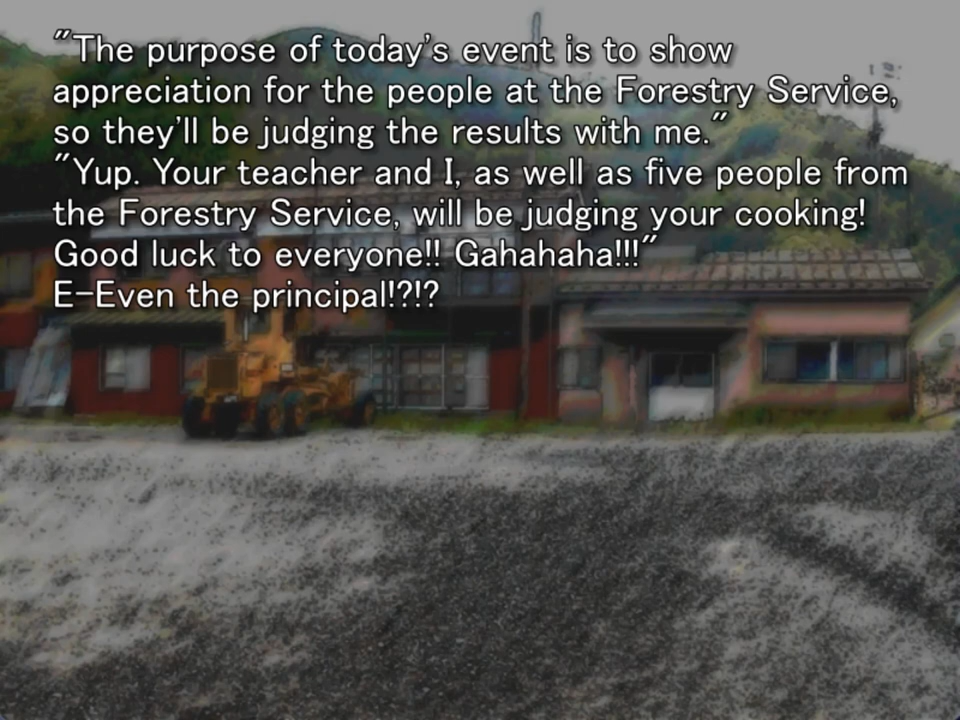 "The purpose of today's event is to show
appreciation for the people at the Forestry Service,
so they'll be judging the results with me."
"Yup. Your teacher and I, as well as five people from
the Forestry Service, will be judging your cooking!
Good luck to everyone!! Gahahaha!!!"
E-Even the principal!?!?